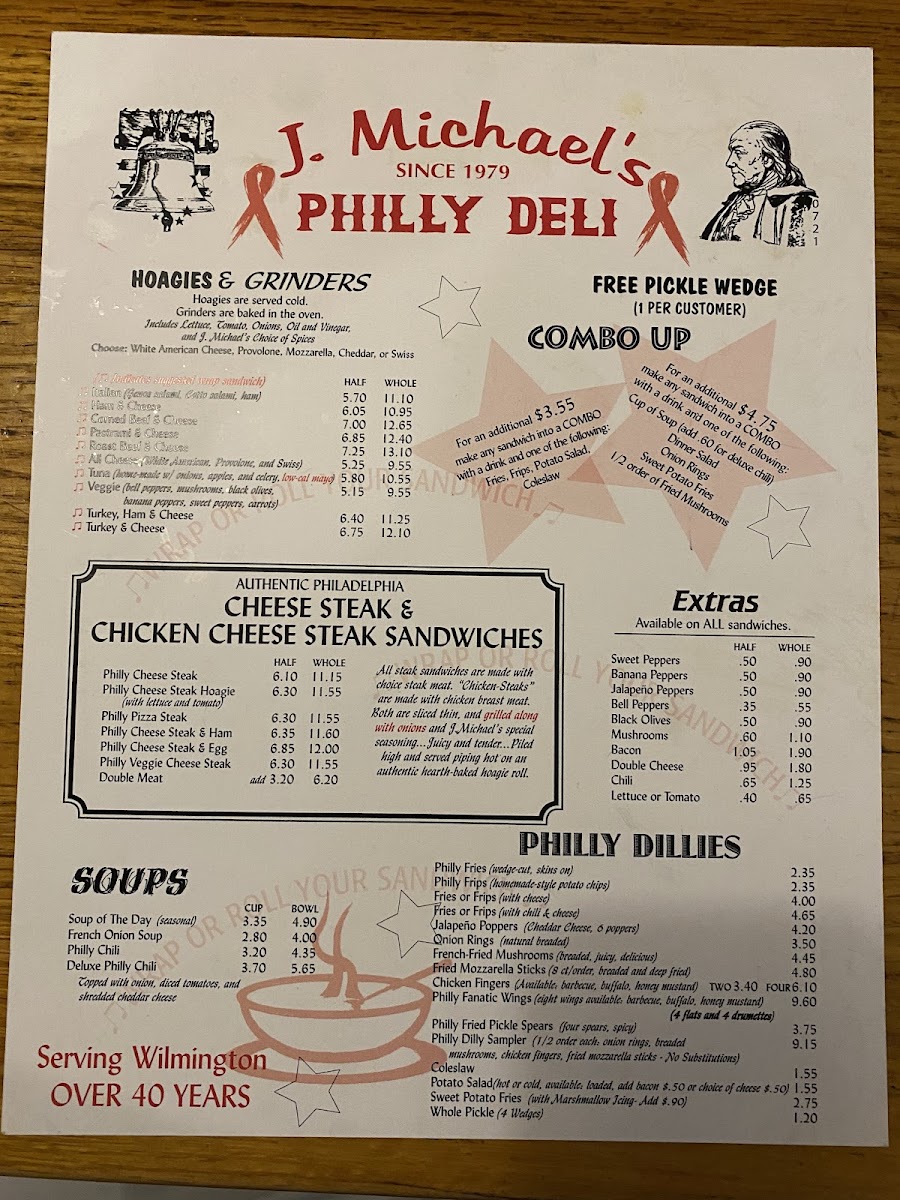 J. Michael's
SINCE 1979
PHILLY DELI
0721
HOAGIES & GRINDERS
Hoagies are served cold.
Grinders are baked in the oven.
Includes Lettuce, Tomato, Onions, Oil and Vinegar,
and J. Michael's Choice of Spices
Choose: White American Cheese, Provolone, Mozzarella, Cheddar, or Swiss
(♫ Indicates suggested wrap sandwich) HALF WHOLE
♫ Italian (Genoa salami, Cotto salami, ham) 5.70 11.10
♫ Ham & Cheese 6.05 10.95
♫ Corned Beef & Cheese 7.00 12.65
♫ Pastrami & Cheese 6.85 12.40
♫ Roast Beef & Cheese 7.25 13.10
♫ All Cheese (White American, Provolone, and Swiss) 5.25 9.55
♫ Tuna (home-made w/ onions, apples, and celery, low-cal mayo) 5.80 10.55
♫ Veggie (bell peppers, mushrooms, black olives, 5.15 9.55
banana peppers, sweet peppers, carrots)
♫ Turkey, Ham & Cheese 6.40 11.25
♫ Turkey & Cheese 6.75 12.10
♫ WRAP OR ROLL YOUR SANDWICH ♫
FREE PICKLE WEDGE
(1 PER CUSTOMER)
COMBO UP
For an additional $3.55
make any sandwich into a COMBO
with a drink and one of the following:
Fries, Frips, Potato Salad,
Coleslaw
For an additional $4.75
make any sandwich into a COMBO
with a drink and one of the following:
Cup of Soup (add .60 for deluxe chili)
Dinner Salad
Onion Rings
Sweet Potato Fries
1/2 order of Fried Mushrooms
AUTHENTIC PHILADELPHIA
CHEESE STEAK &
CHICKEN CHEESE STEAK SANDWICHES
HALF WHOLE
Philly Cheese Steak 6.10 11.15
Philly Cheese Steak Hoagie 6.30 11.55
(with lettuce and tomato)
Philly Pizza Steak 6.30 11.55
Philly Cheese Steak & Ham 6.35 11.60
Philly Cheese Steak & Egg 6.85 12.00
Philly Veggie Cheese Steak 6.30 11.55
Double Meat add 3.20 6.20
All steak sandwiches are made with
choice steak meat. "Chicken-Steaks"
are made with chicken breast meat.
Both are sliced thin, and grilled along
with onions and J.Michael's special
seasoning...Juicy and tender...Piled
high and served piping hot on an
authentic hearth-baked hoagie roll.
WRAP OR ROLL YOUR SANDWICH ♫
Extras
Available on ALL sandwiches.
HALF WHOLE
Sweet Peppers .50 .90
Banana Peppers .50 .90
Jalapeño Peppers .50 .90
Bell Peppers .35 .55
Black Olives .50 .90
Mushrooms .60 1.10
Bacon 1.05 1.90
Double Cheese .95 1.80
Chili .65 1.25
Lettuce or Tomato .40 .65
SOUPS
CUP BOWL
Soup of The Day (seasonal) 3.35 4.90
French Onion Soup 2.80 4.00
Philly Chili 3.20 4.35
Deluxe Philly Chili 3.70 5.65
Topped with onion, diced tomatoes, and
shredded cheddar cheese
♫ WRAP OR ROLL YOUR SAN
Serving Wilmington
OVER 40 YEARS
PHILLY DILLIES
Philly Fries (wedge-cut, skins on) 2.35
Philly Frips (homemade-style potato chips) 2.35
Fries or Frips (with cheese) 4.00
Fries or Frips (with chili & cheese) 4.65
Jalapeño Poppers (Cheddar Cheese, 6 poppers) 4.20
Onion Rings (natural breaded) 3.50
French-Fried Mushrooms (breaded, juicy, delicious) 4.45
Fried Mozzarella Sticks (8 ct/order, breaded and deep fried) 4.80
Chicken Fingers (Available: barbecue, buffalo, honey mustard) TWO 3.40 FOUR 6.10
Philly Fanatic Wings (eight wings available: barbecue, buffalo, honey mustard) 9.60
(4 flats and 4 drumettes)
Philly Fried Pickle Spears (four spears, spicy) 3.75
Philly Dilly Sampler (1/2 order each: onion rings, breaded 9.15
mushrooms, chicken fingers, fried mozzarella sticks - No Substitutions)
Coleslaw 1.55
Potato Salad (hot or cold, available: loaded, add bacon $.50 or choice of cheese $.50) 1.55
Sweet Potato Fries (with Marshmallow Icing- Add $.90) 2.75
Whole Pickle (4 Wedges) 1.20